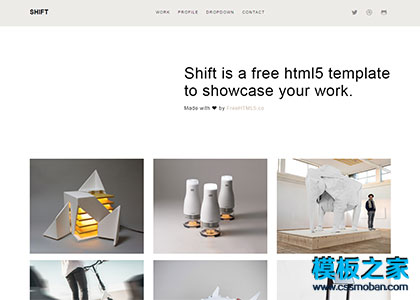 SHIFT
WORK PROFILE DROPDOWN CONTACT
Shift is a free html5 template
to showcase your work.
Made with ❤ by FreeHTML5.co
模板之家
www.cssmoban.com